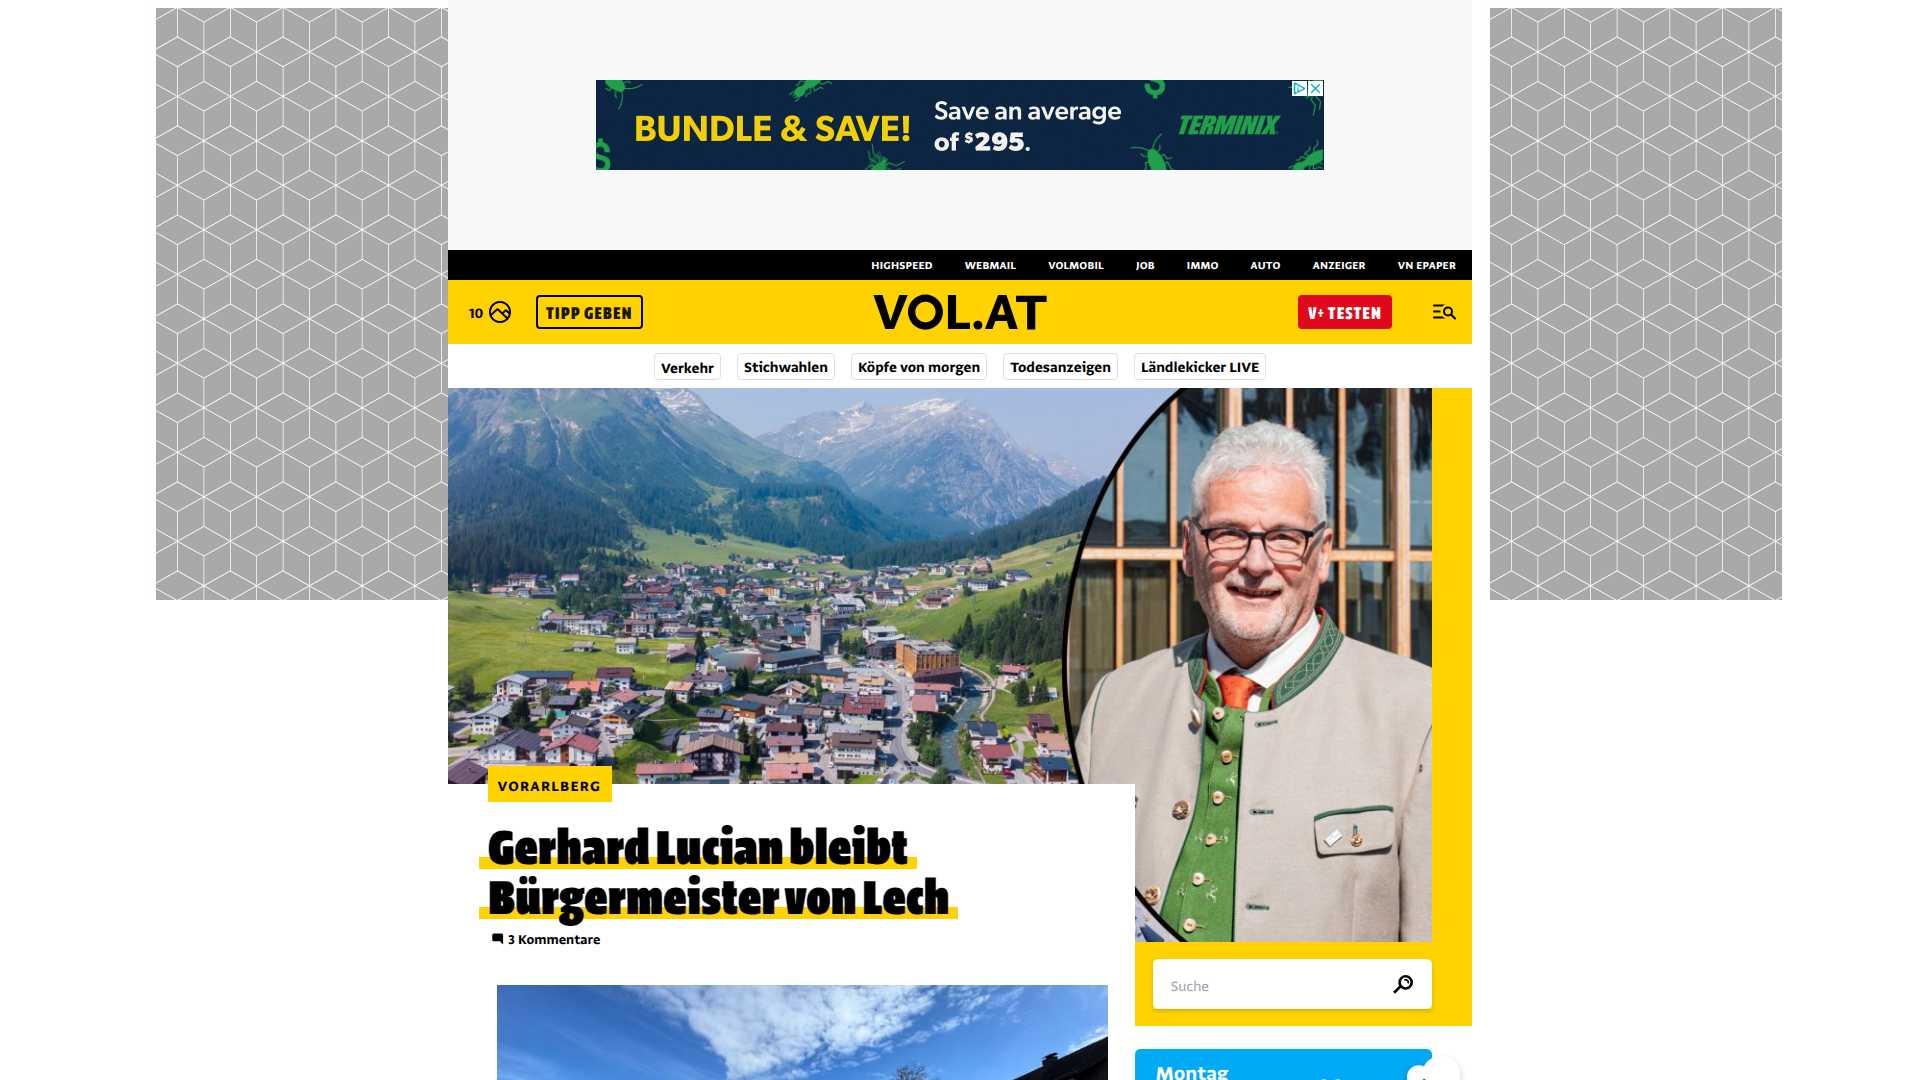 BUNDLE & SAVE!
Save an average
of $295.
TERMINIX
HIGHSPEED
WEBMAIL
VOLMOBIL
JOB
IMMO
AUTO
ANZEIGER
VN EPAPER
10
TIPP GEBEN
VOL.AT
V+ TESTEN
Verkehr
Stichwahlen
Köpfe von morgen
Todesanzeigen
Ländlekicker LIVE
VORARLBERG
Gerhard Lucian bleibt
Bürgermeister von Lech
3 Kommentare
Suche
Montag